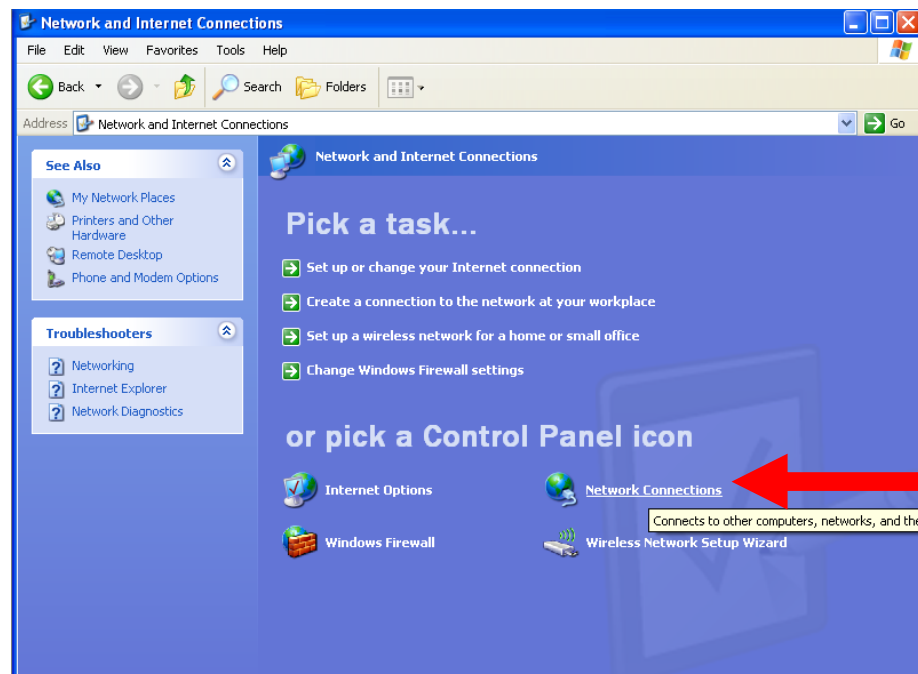 Network and Internet Connections
File Edit View Favorites Tools Help
Back Search Folders
Address Network and Internet Connections Go
See Also
My Network Places
Printers and Other
Hardware
Remote Desktop
Phone and Modem Options
Troubleshooters
Networking
Internet Explorer
Network Diagnostics
Network and Internet Connections
Pick a task...
Set up or change your Internet connection
Create a connection to the network at your workplace
Set up a wireless network for a home or small office
Change Windows Firewall settings
or pick a Control Panel icon
Internet Options
Network Connections
Connects to other computers, networks, and the
Windows Firewall
Wireless Network Setup Wizard